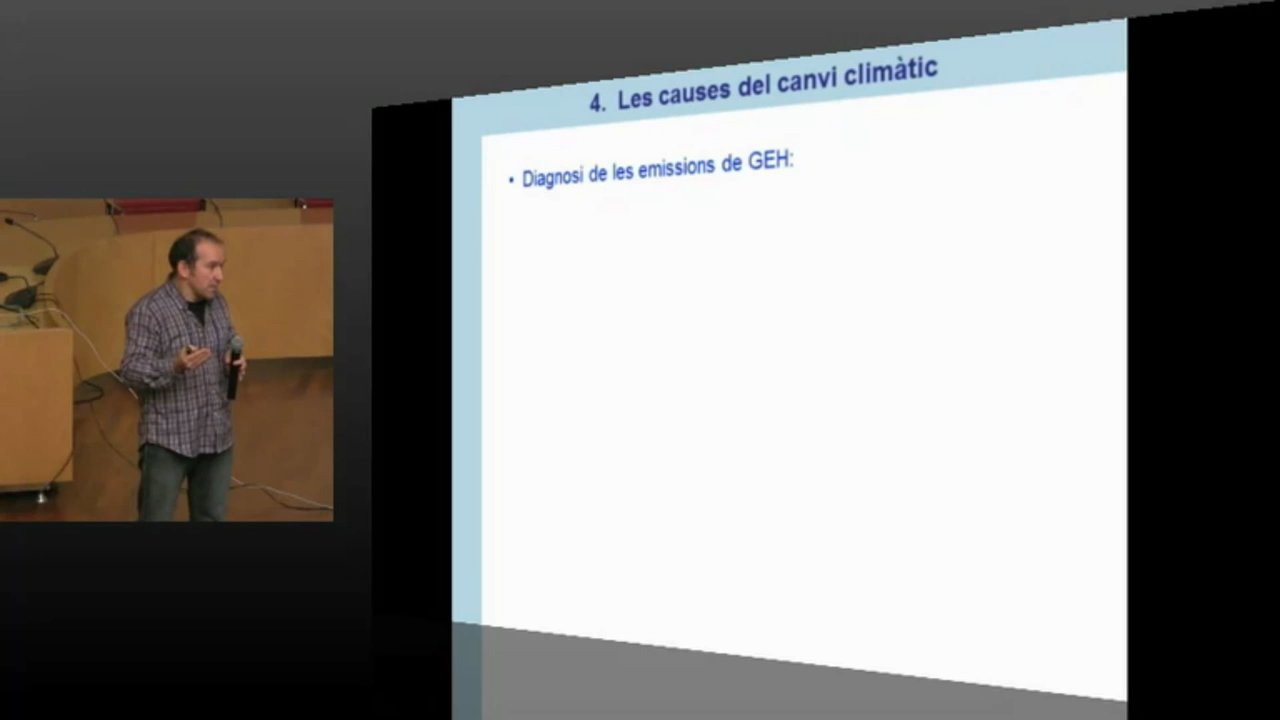 4. Les causes del canvi climàtic
• Diagnosi de les emissions de GEH: